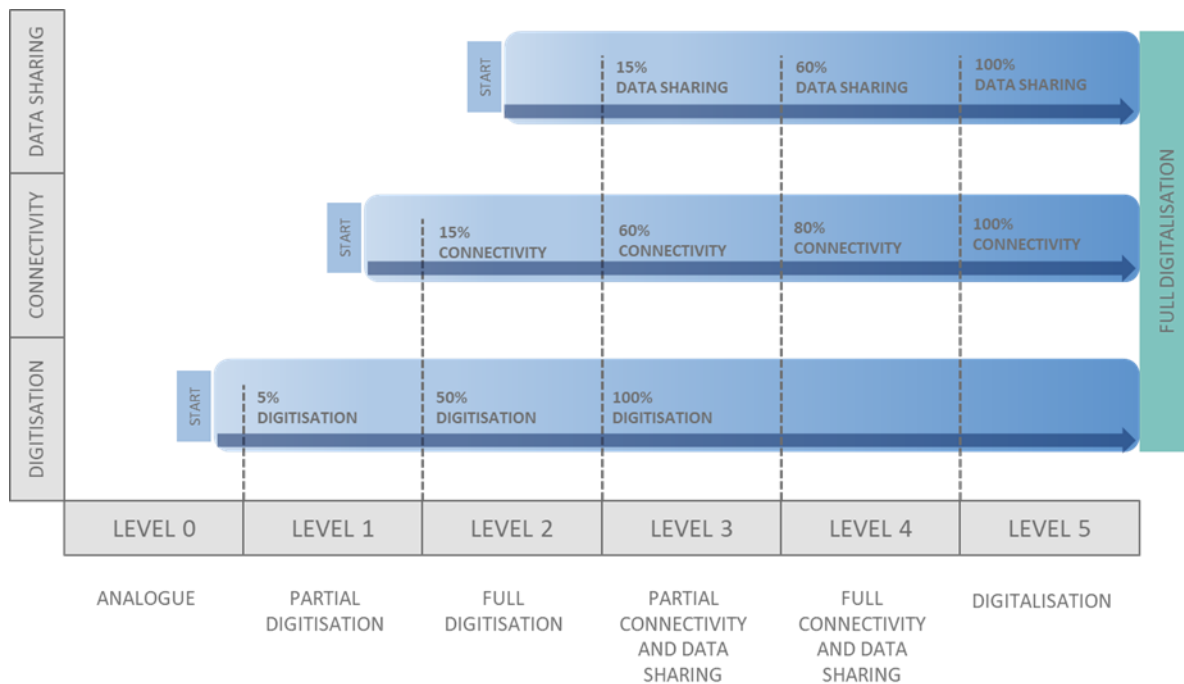 DATA SHARING
START
15%
DATA SHARING
60%
DATA SHARING
100%
DATA SHARING
CONNECTIVITY
START
15%
CONNECTIVITY
60%
CONNECTIVITY
80%
CONNECTIVITY
100%
CONNECTIVITY
FULL DIGITALISATION
DIGITISATION
START
5%
DIGITISATION
50%
DIGITISATION
100%
DIGITISATION
LEVEL 0
LEVEL 1
LEVEL 2
LEVEL 3
LEVEL 4
LEVEL 5
ANALOGUE
PARTIAL
DIGITISATION
FULL
DIGITISATION
PARTIAL
CONNECTIVITY
AND DATA
SHARING
FULL
CONNECTIVITY
AND DATA
SHARING
DIGITALISATION